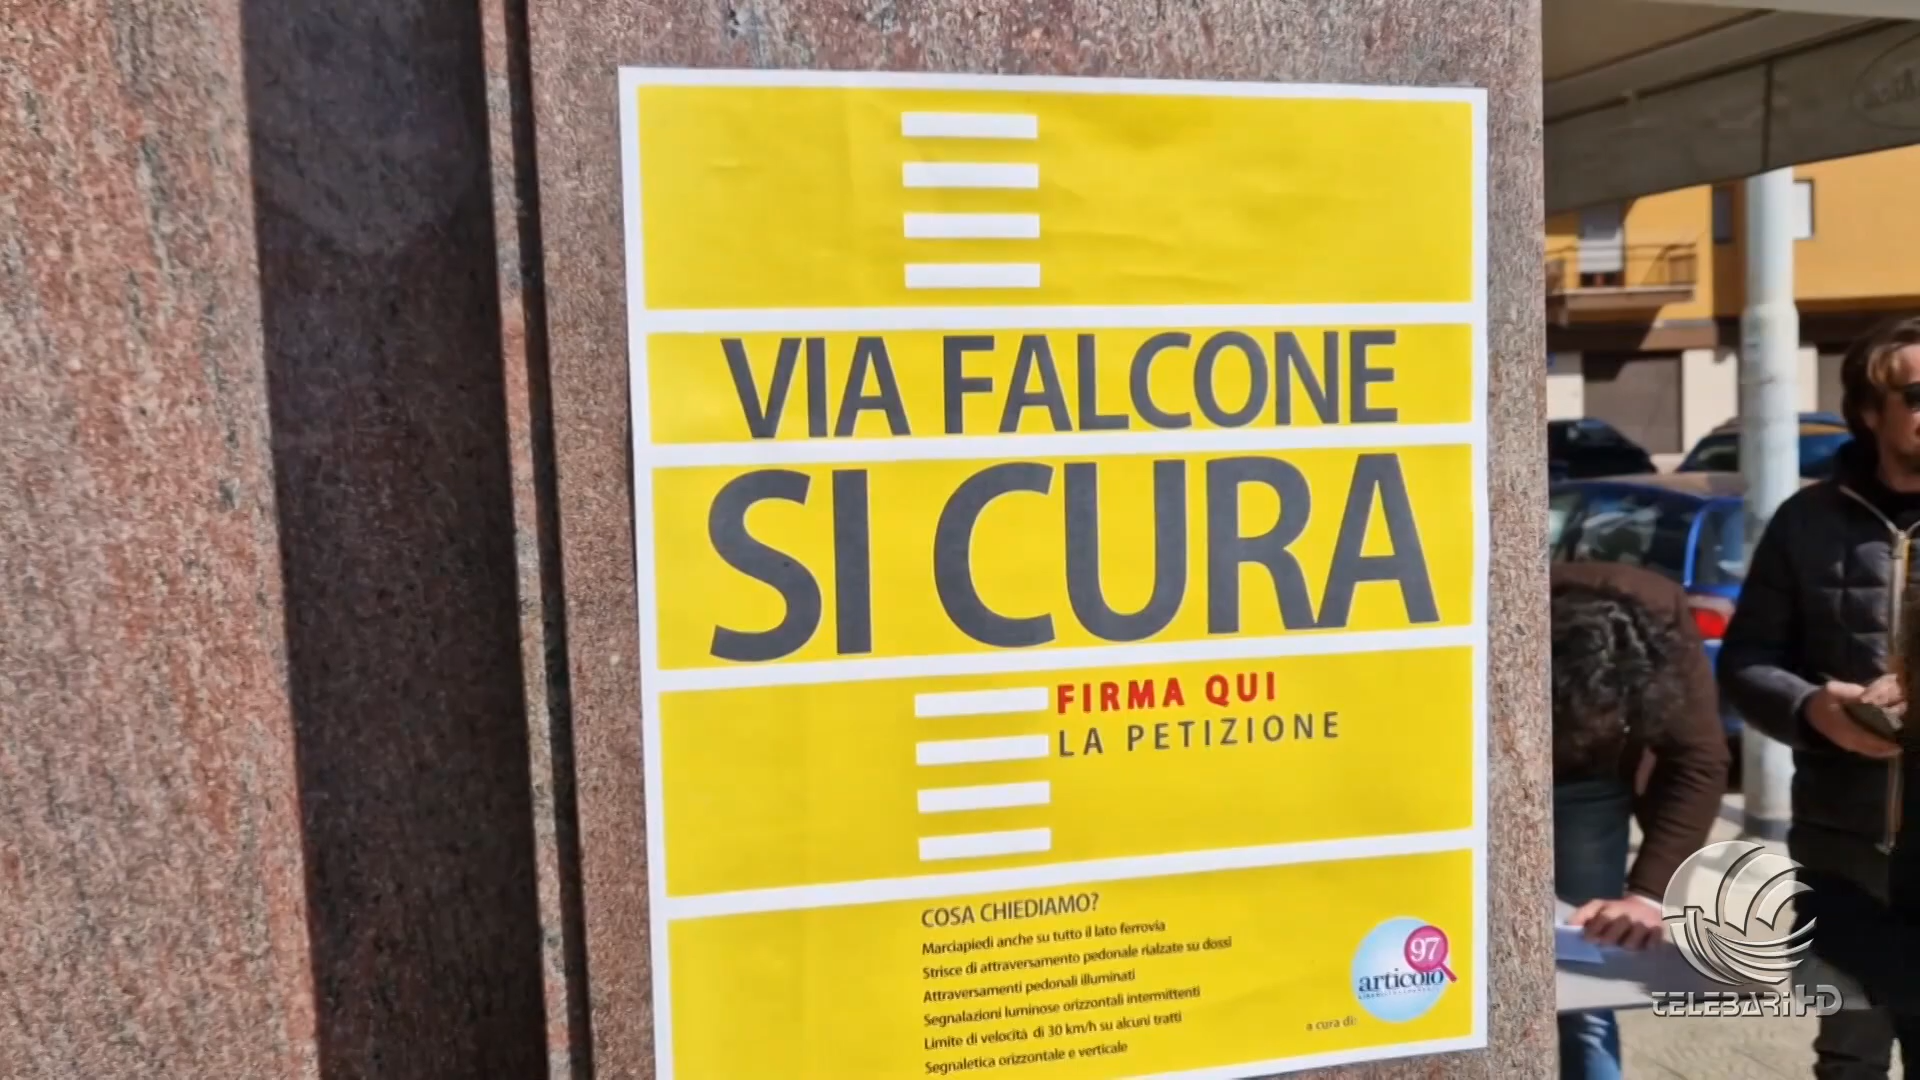 VIA FALCONE
SI CURA
FIRMA QUI
LA PETIZIONE
COSA CHIEDIAMO?
Marciapiedi anche su tutto il lato ferrovia
Strisce di attraversamento pedonale rialzate su dossi
Attraversamenti pedonali illuminati
Segnalazioni luminose orizzontali intermittenti
Limite di velocità di 30 km/h su alcuni tratti
Segnaletica orizzontale e verticale
a cura di:
97
articolo
TELEBARI HD